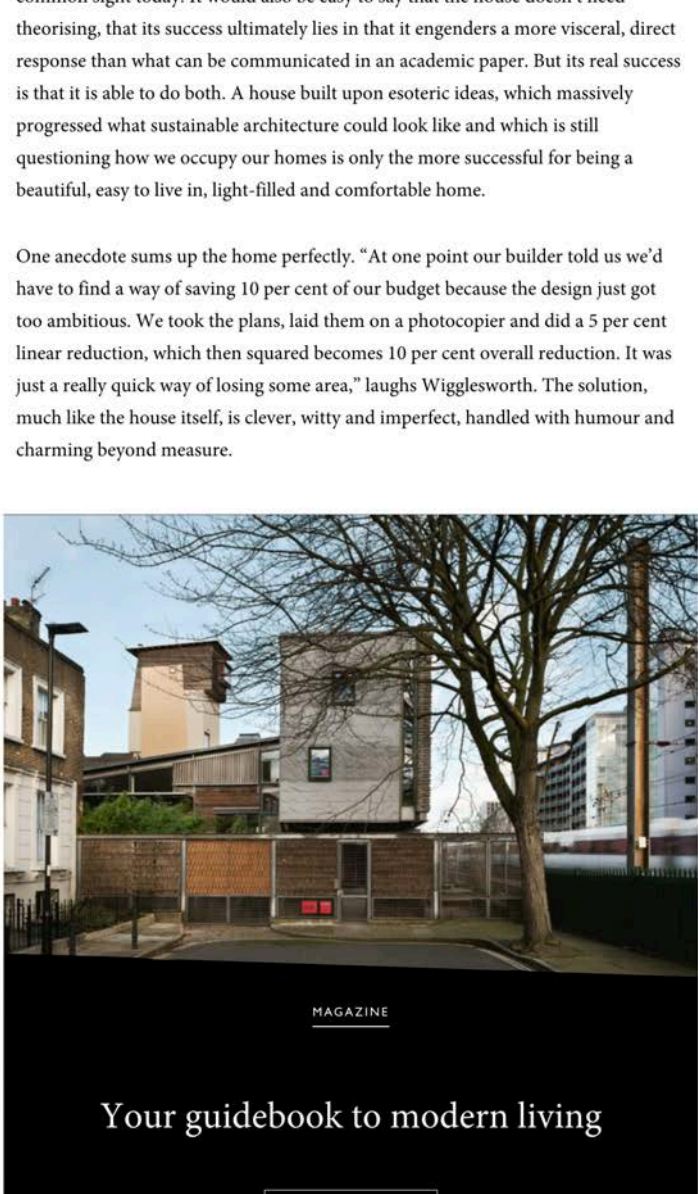 theorising, that its success ultimately lies in that it engenders a more visceral, direct
response than what can be communicated in an academic paper. But its real success
is that it is able to do both. A house built upon esoteric ideas, which massively
progressed what sustainable architecture could look like and which is still
questioning how we occupy our homes is only the more successful for being a
beautiful, easy to live in, light-filled and comfortable home.
One anecdote sums up the home perfectly. “At one point our builder told us we’d
have to find a way of saving 10 per cent of our budget because the design just got
too ambitious. We took the plans, laid them on a photocopier and did a 5 per cent
linear reduction, which then squared becomes 10 per cent overall reduction. It was
just a really quick way of losing some area,” laughs Wigglesworth. The solution,
much like the house itself, is clever, witty and imperfect, handled with humour and
charming beyond measure.
MAGAZINE
Your guidebook to modern living